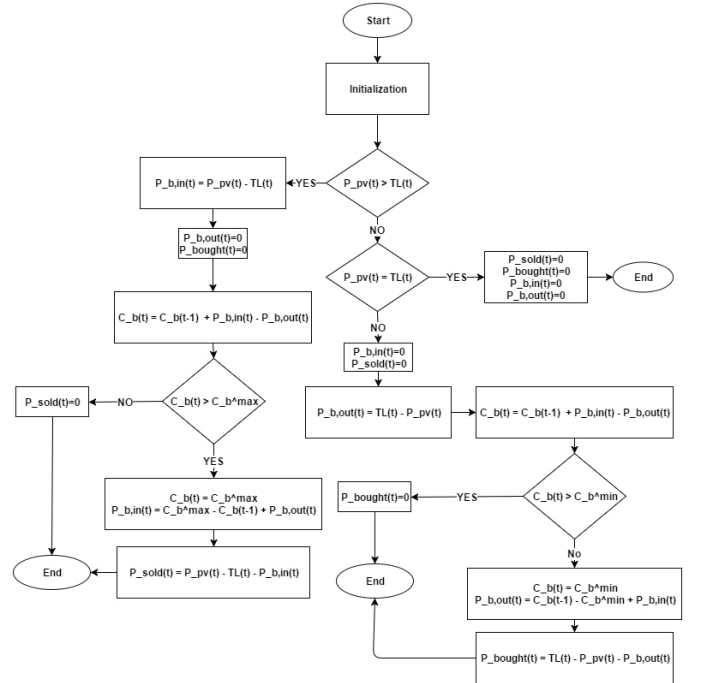 Start
Initialization
P_b,in(t) = P_pv(t) - TL(t)
YES
P_pv(t) > TL(t)
NO
P_b,out(t)=0
P_bought(t)=0
P_pv(t) = TL(t)
YES
P_sold(t)=0
P_bought(t)=0
P_b,in(t)=0
P_b,out(t)=0
End
C_b(t) = C_b(t-1) + P_b,in(t) - P_b,out(t)
NO
P_b,in(t)=0
P_sold(t)=0
P_sold(t)=0
NO
C_b(t) > C_b^max
P_b,out(t) = TL(t) - P_pv(t)
C_b(t) = C_b(t-1) + P_b,in(t) - P_b,out(t)
YES
C_b(t) = C_b^max
P_b,in(t) = C_b^max - C_b(t-1) + P_b,out(t)
P_bought(t)=0
YES
C_b(t) > C_b^min
No
End
P_sold(t) = P_pv(t) - TL(t) - P_b,in(t)
End
C_b(t) = C_b^min
P_b,out(t) = C_b(t-1) - C_b^min + P_b,in(t)
P_bought(t) = TL(t) - P_pv(t) - P_b,out(t)